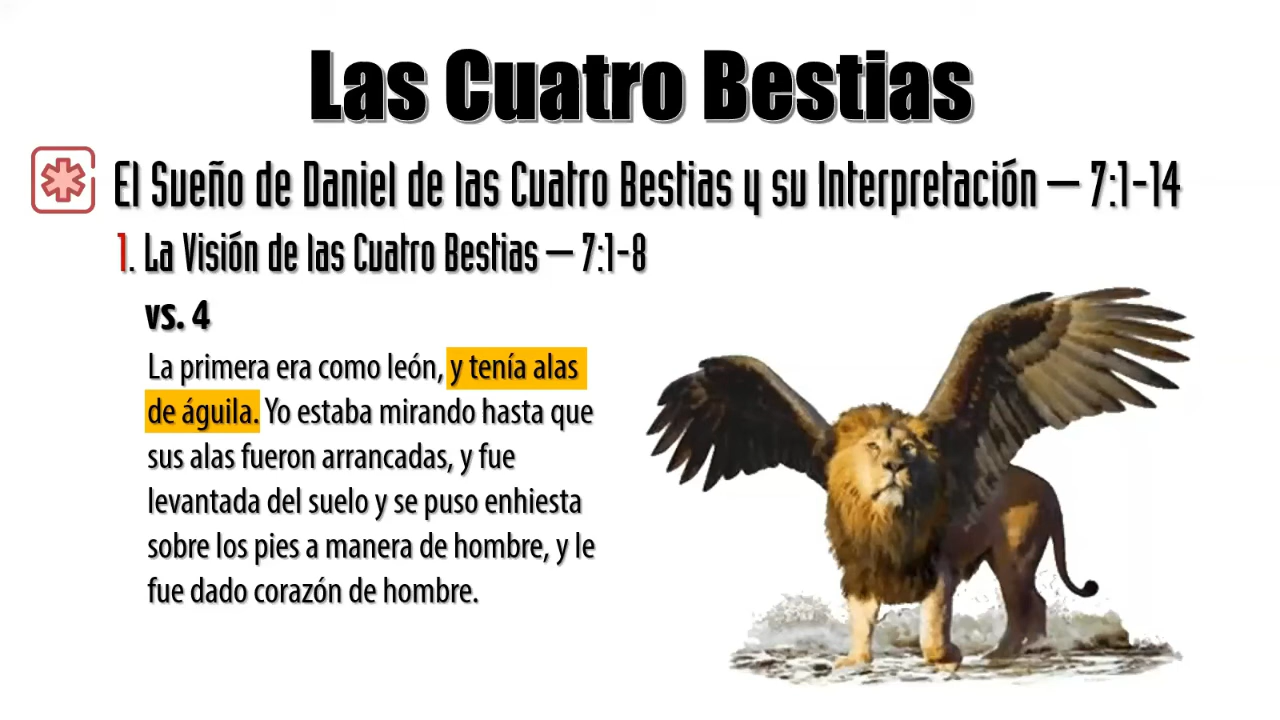 Las Cuatro Bestias
El Sueño de Daniel de las Cuatro Bestias y su Interpretación – 7:1-14
1. La Visión de las Cuatro Bestias – 7:1-8
vs. 4
La primera era como león, y tenía alas
de águila. Yo estaba mirando hasta que
sus alas fueron arrancadas, y fue
levantada del suelo y se puso enhiesta
sobre los pies a manera de hombre, y le
fue dado corazón de hombre.